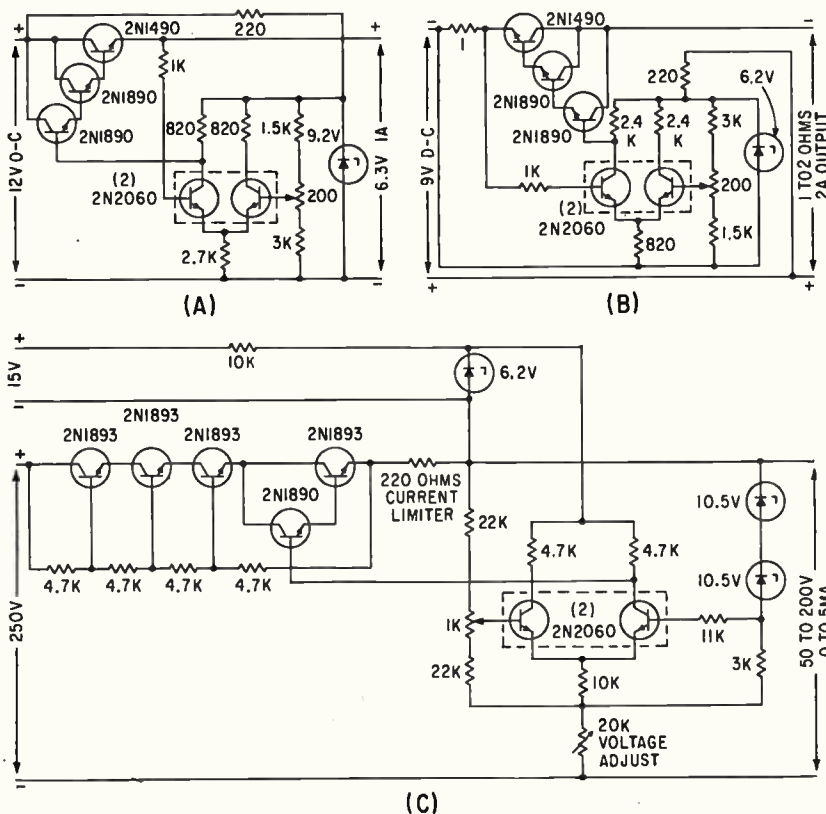 2N1490
220
+
+
2N1890
1K
2N1890
820
820
1.5K
9.2V
12V D-C
6.3V 1A
(2)
2N2060
200
2.7K
3K
-
-
(A)
-
-
1
2N1490
2N1890
2N1890
220
6.2V
2.4
K
2.4
K
3K
9V D-C
1 TO 2 OHMS
2A OUTPUT
1K
(2)
2N2060
200
820
1.5K
+
+
(B)
+
15V
-
10K
6.2V
2N1893
2N1893
2N1893
2N1893
+
2N1890
220 OHMS
CURRENT
LIMITER
22K
4.7K
4.7K
10.5V
10.5V
4.7K
4.7K
4.7K
4.7K
250V
1K
(2)
2N2060
11K
50 TO 200V
0 TO 5MA
22K
10K
3K
20K
VOLTAGE
ADJUST
-
(C)